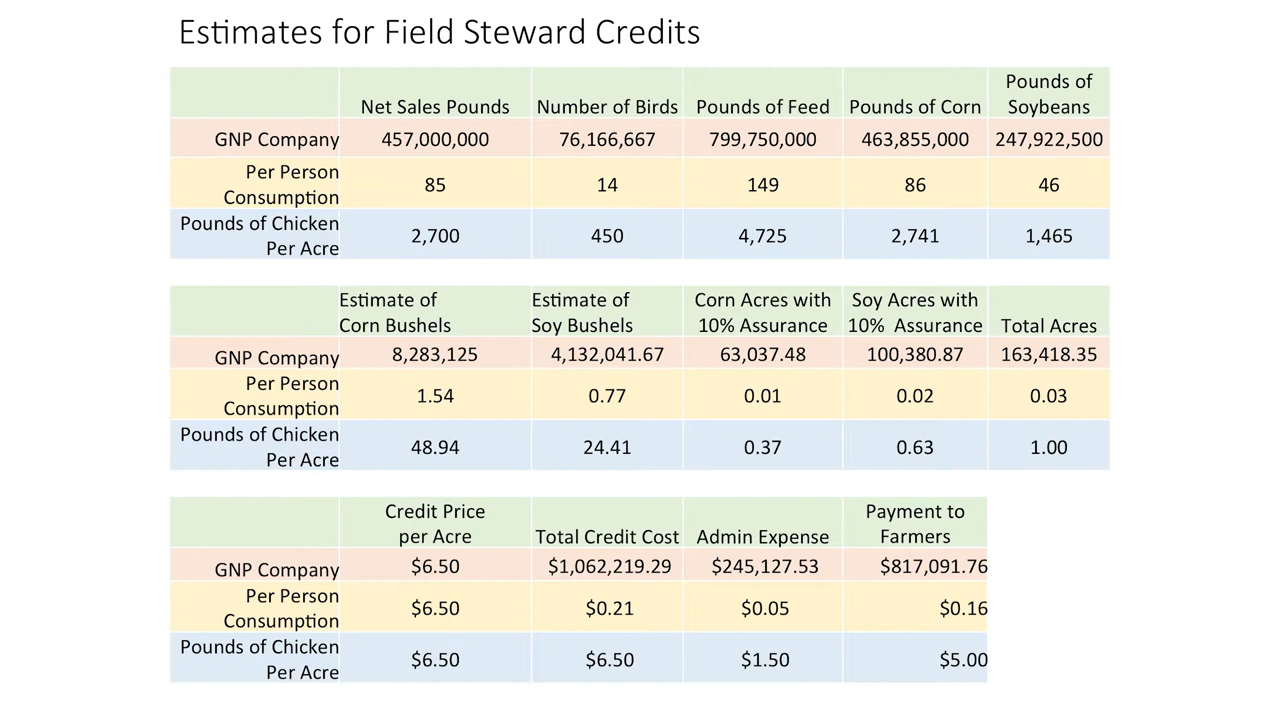 Estimates for Field Steward Credits
Net Sales Pounds Number of Birds Pounds of Feed Pounds of Corn Pounds of Soybeans
GNP Company 457,000,000 76,166,667 799,750,000 463,855,000 247,922,500
Per Person Consumption 85 14 149 86 46
Pounds of Chicken Per Acre 2,700 450 4,725 2,741 1,465
Estimate of Corn Bushels Estimate of Soy Bushels Corn Acres with 10% Assurance Soy Acres with 10% Assurance Total Acres
GNP Company 8,283,125 4,132,041.67 63,037.48 100,380.87 163,418.35
Per Person Consumption 1.54 0.77 0.01 0.02 0.03
Pounds of Chicken Per Acre 48.94 24.41 0.37 0.63 1.00
Credit Price per Acre Total Credit Cost Admin Expense Payment to Farmers
GNP Company $6.50 $1,062,219.29 $245,127.53 $817,091.76
Per Person Consumption $6.50 $0.21 $0.05 $0.16
Pounds of Chicken Per Acre $6.50 $6.50 $1.50 $5.00